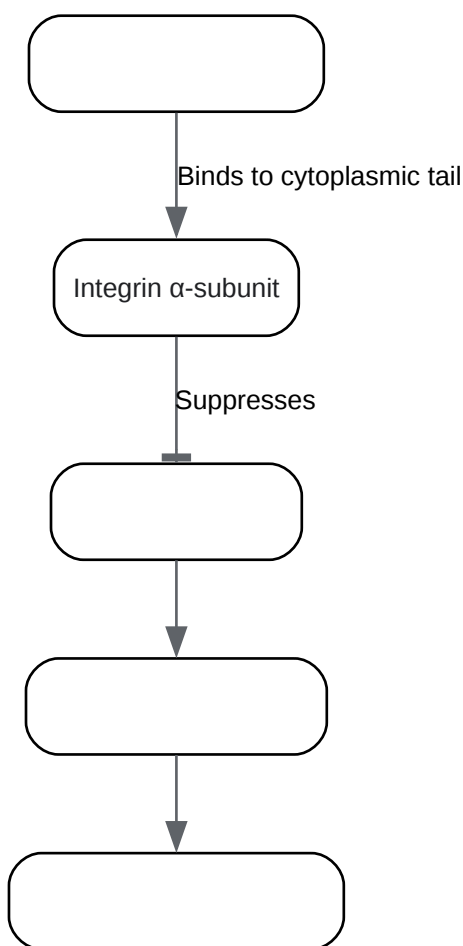 Binds to cytoplasmic tail
Integrin α-subunit
Suppresses